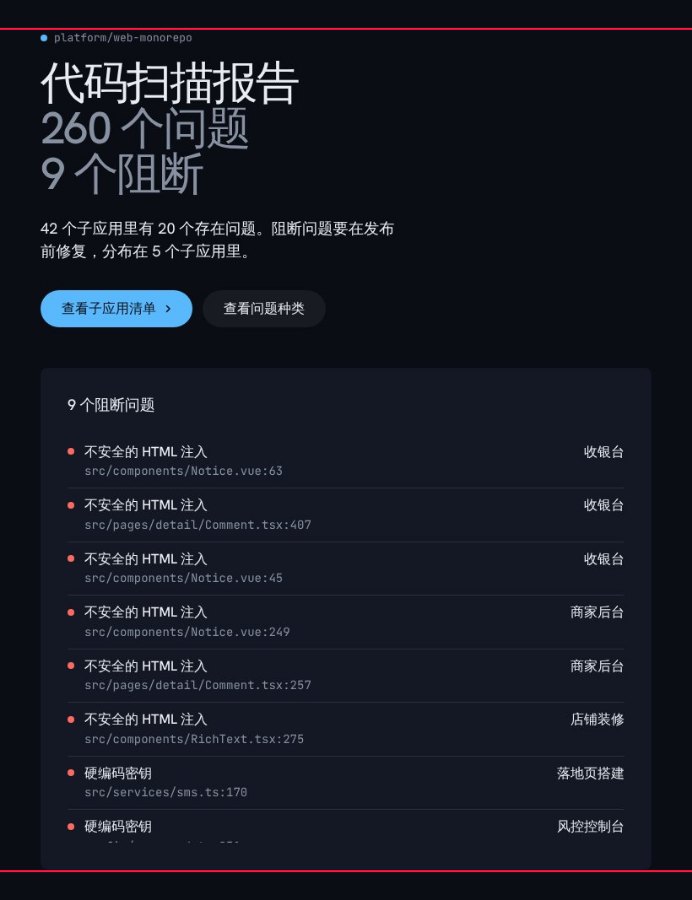 platform/web-monorepo
代码扫描报告
260 个问题
9 个阻断
42 个子应用里有 20 个存在问题。阻断问题要在发布
前修复，分布在 5 个子应用里。
查看子应用清单 ›
查看问题种类
9 个阻断问题
不安全的 HTML 注入 收银台
src/components/Notice.vue:63
不安全的 HTML 注入 收银台
src/pages/detail/Comment.tsx:407
不安全的 HTML 注入 收银台
src/components/Notice.vue:45
不安全的 HTML 注入 商家后台
src/components/Notice.vue:249
不安全的 HTML 注入 商家后台
src/pages/detail/Comment.tsx:257
不安全的 HTML 注入 店铺装修
src/components/RichText.tsx:275
硬编码密钥 落地页搭建
src/services/sms.ts:170
硬编码密钥 风控控制台